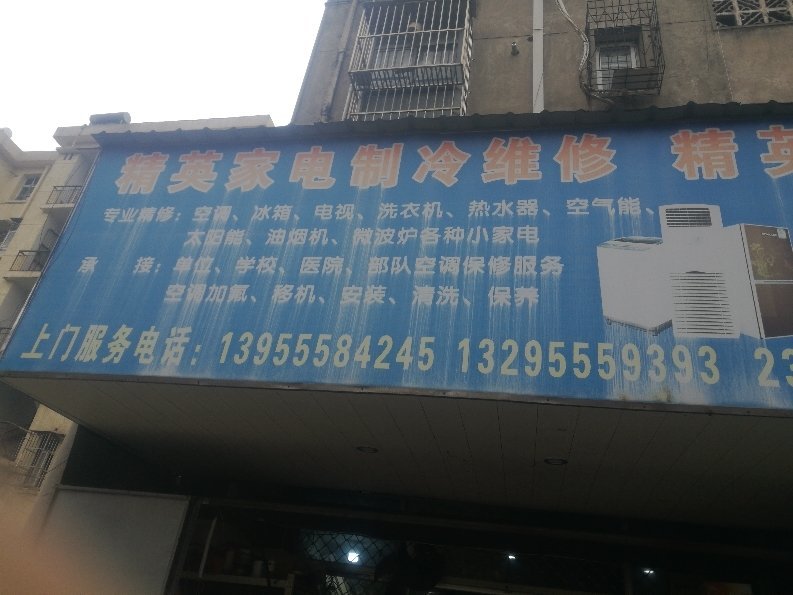 精英家电制冷维修 精英
专业精修：空调、冰箱、电视、洗衣机、热水器、空气能、
太阳能、油烟机、微波炉各种小家电
承 接：单位、学校、医院、部队空调保修服务
空调加氟、移机、安装、清洗、保养
上门服务电话：13955584245 13295559393 23